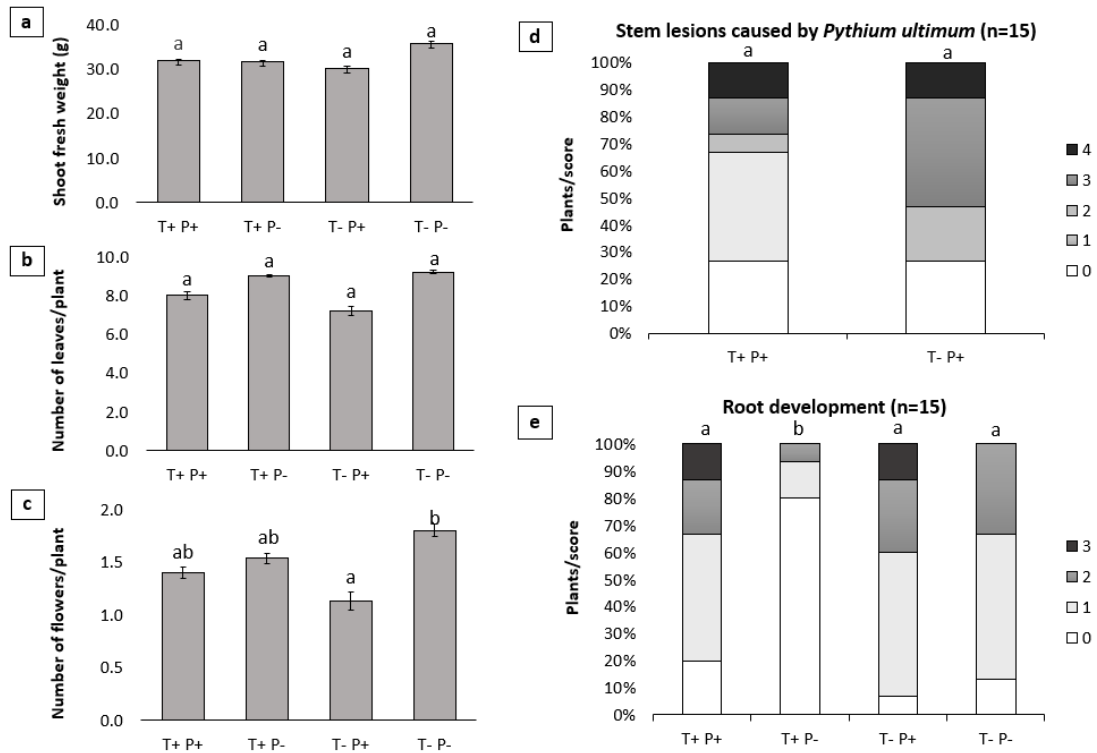 a
Shoot fresh weight (g)
40.0
30.0
20.0
10.0
0.0
a a a a
T+ P+ T+ P- T- P+ T- P-
b
Number of leaves/plant
10.0
8.0
6.0
4.0
2.0
0.0
a a a a
T+ P+ T+ P- T- P+ T- P-
c
Number of flowers/plant
2.0
1.5
1.0
0.5
0.0
ab ab a b
T+ P+ T+ P- T- P+ T- P-
d
Stem lesions caused by Pythium ultimum (n=15)
a a
Plants/score
100%
90%
80%
70%
60%
50%
40%
30%
20%
10%
0%
T+ P+ T- P+
4
3
2
1
0
e
Root development (n=15)
a b a a
Plants/score
100%
90%
80%
70%
60%
50%
40%
30%
20%
10%
0%
T+ P+ T+ P- T- P+ T- P-
3
2
1
0